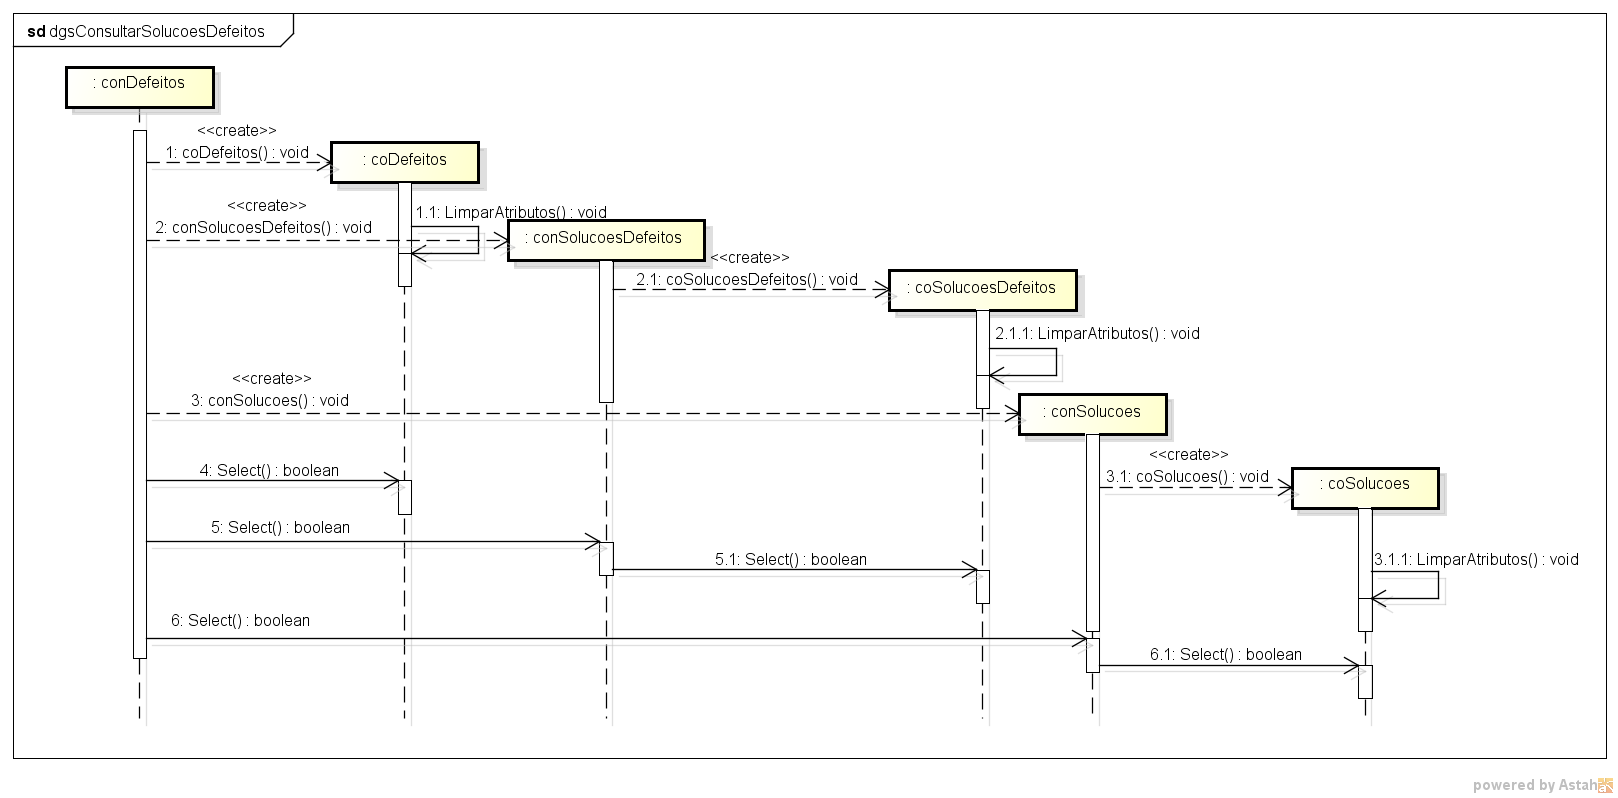 sd dgsConsultarSolucoesDefeitos
: conDefeitos
<<create>>
1: coDefeitos() : void
: coDefeitos
<<create>>
1.1: LimparAtributos() : void
2: conSolucoesDefeitos() : void
: conSolucoesDefeitos
<<create>>
2.1: coSolucoesDefeitos() : void
: coSolucoesDefeitos
2.1.1: LimparAtributos() : void
<<create>>
3: conSolucoes() : void
: conSolucoes
<<create>>
4: Select() : boolean
3.1: coSolucoes() : void
: coSolucoes
5: Select() : boolean
5.1: Select() : boolean
3.1.1: LimparAtributos() : void
6: Select() : boolean
6.1: Select() : boolean
powered by Astah